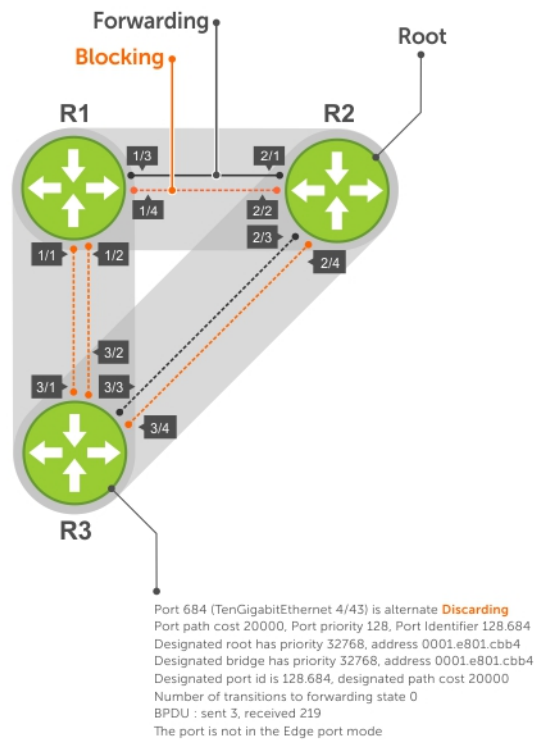 Forwarding
Blocking
Root
R1
R2
1/3
2/1
1/4
2/2
2/3
1/1
1/2
2/4
3/2
3/1
3/3
3/4
R3
Port 684 (TenGigabitEthernet 4/43) is alternate Discarding
Port path cost 20000, Port priority 128, Port Identifier 128.684
Designated root has priority 32768, address 0001.e801.cbb4
Designated bridge has priority 32768, address 0001.e801.cbb4
Designated port id is 128.684, designated path cost 20000
Number of transitions to forwarding state 0
BPDU : sent 3, received 219
The port is not in the Edge port mode